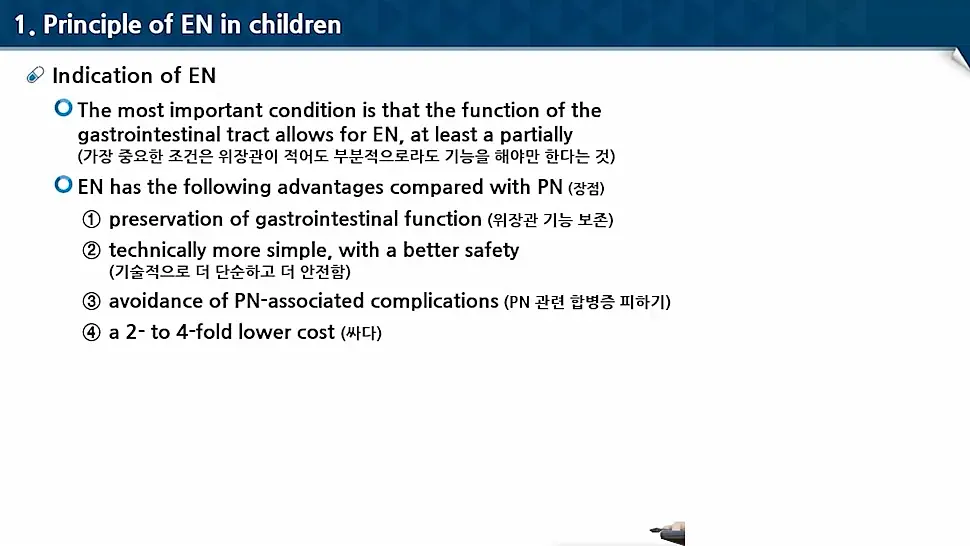 1. Principle of EN in children
Indication of EN
The most important condition is that the function of the
gastrointestinal tract allows for EN, at least a partially
(가장 중요한 조건은 위장관이 적어도 부분적으로라도 기능을 해야만 한다는 것)
EN has the following advantages compared with PN (장점)
① preservation of gastrointestinal function (위장관 기능 보존)
② technically more simple, with a better safety
(기술적으로 더 단순하고 더 안전함)
③ avoidance of PN-associated complications (PN 관련 합병증 피하기)
④ a 2- to 4-fold lower cost (싸다)